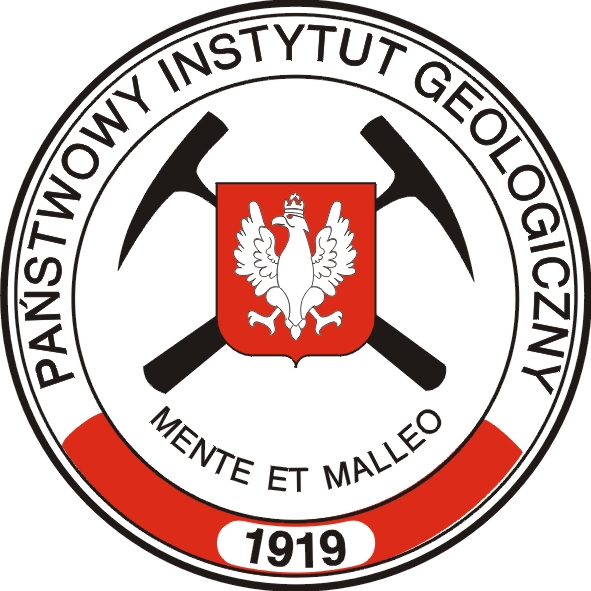 PAŃSTWOWY INSTYTUT GEOLOGICZNY
MENTE ET MALLEO
1919